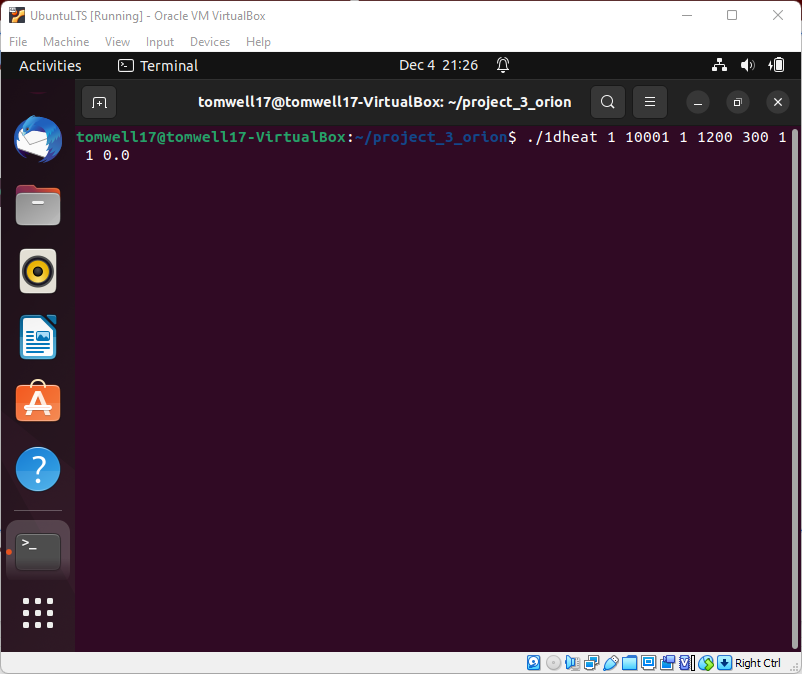 UbuntuLTS [Running] - Oracle VM VirtualBox
File Machine View Input Devices Help
Activities Terminal Dec 4 21:26
tomwell17@tomwell17-VirtualBox: ~/project_3_orion
tomwell17@tomwell17-VirtualBox:~/project_3_orion$ ./1dheat 1 10001 1 1200 300 1
1 0.0
Right Ctrl